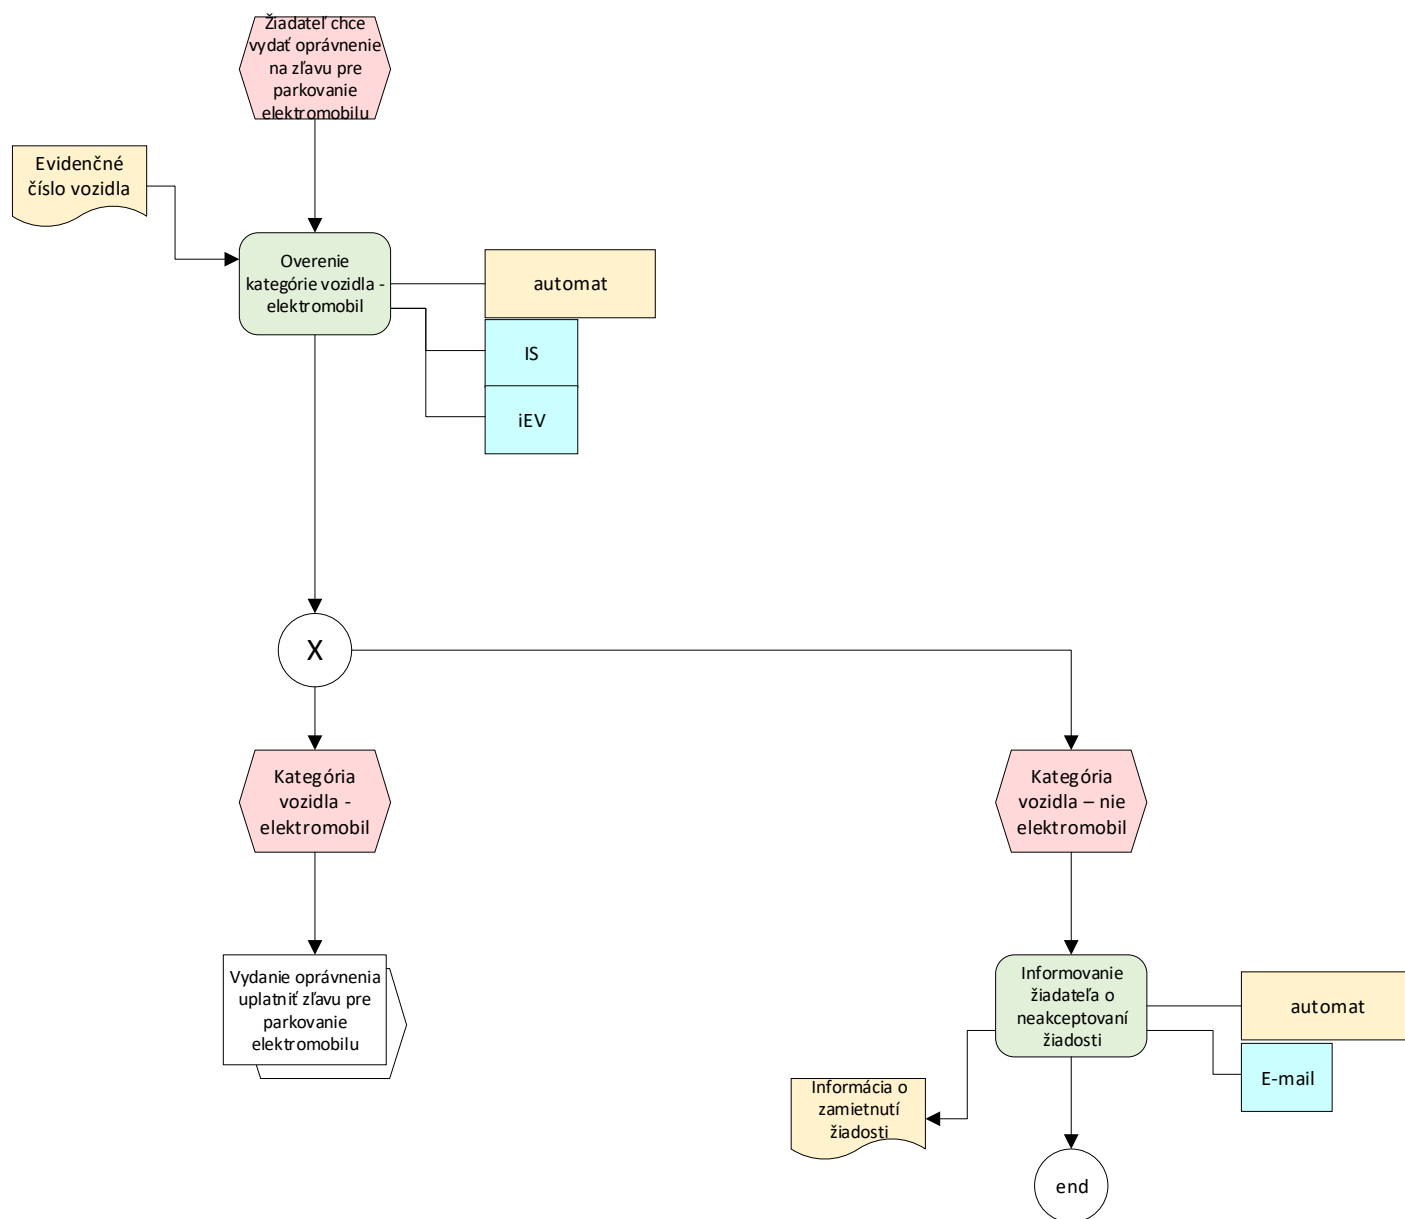 Žiadateľ chce
vydať oprávnenie
na zľavu pre
parkovanie
elektromobilu
Evidenčné
číslo vozidla
Overenie
kategórie vozidla -
elektromobil
automat
IS
iEV
X
Kategória
vozidla -
elektromobil
Kategória
vozidla – nie
elektromobil
Vydanie oprávnenia
uplatniť zľavu pre
parkovanie
elektromobilu
Informovanie
žiadateľa o
neakceptovaní
žiadosti
automat
E-mail
Informácia o
zamietnutí
žiadosti
end